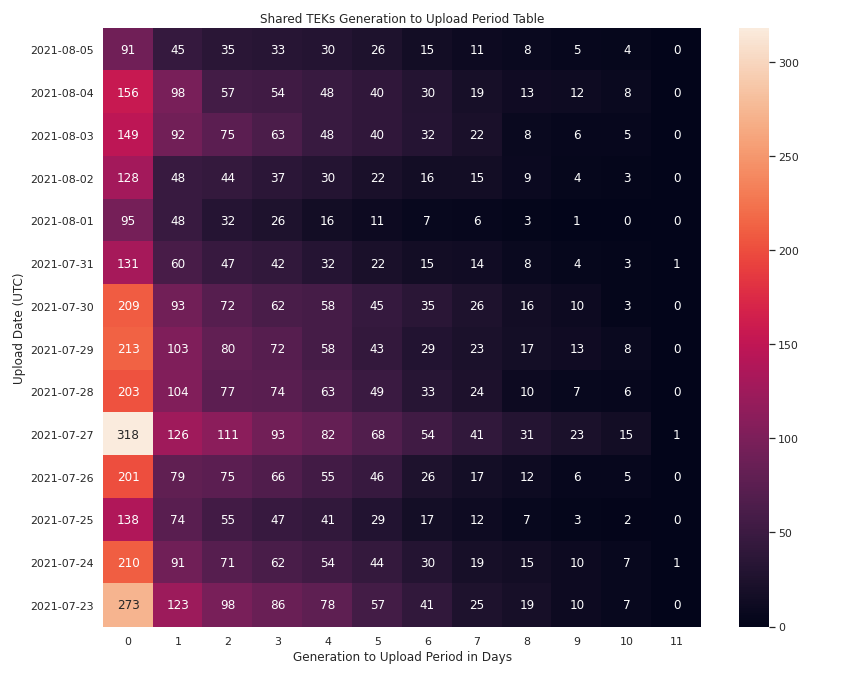 Shared TEKs Generation to Upload Period Table
Upload Date (UTC)
2021-08-05 91 45 35 33 30 26 15 11 8 5 4 0
2021-08-04 156 98 57 54 48 40 30 19 13 12 8 0
2021-08-03 149 92 75 63 48 40 32 22 8 6 5 0
2021-08-02 128 48 44 37 30 22 16 15 9 4 3 0
2021-08-01 95 48 32 26 16 11 7 6 3 1 0 0
2021-07-31 131 60 47 42 32 22 15 14 8 4 3 1
2021-07-30 209 93 72 62 58 45 35 26 16 10 3 0
2021-07-29 213 103 80 72 58 43 29 23 17 13 8 0
2021-07-28 203 104 77 74 63 49 33 24 10 7 6 0
2021-07-27 318 126 111 93 82 68 54 41 31 23 15 1
2021-07-26 201 79 75 66 55 46 26 17 12 6 5 0
2021-07-25 138 74 55 47 41 29 17 12 7 3 2 0
2021-07-24 210 91 71 62 54 44 30 19 15 10 7 1
2021-07-23 273 123 98 86 78 57 41 25 19 10 7 0
0 1 2 3 4 5 6 7 8 9 10 11
Generation to Upload Period in Days
300
250
200
150
100
50
0